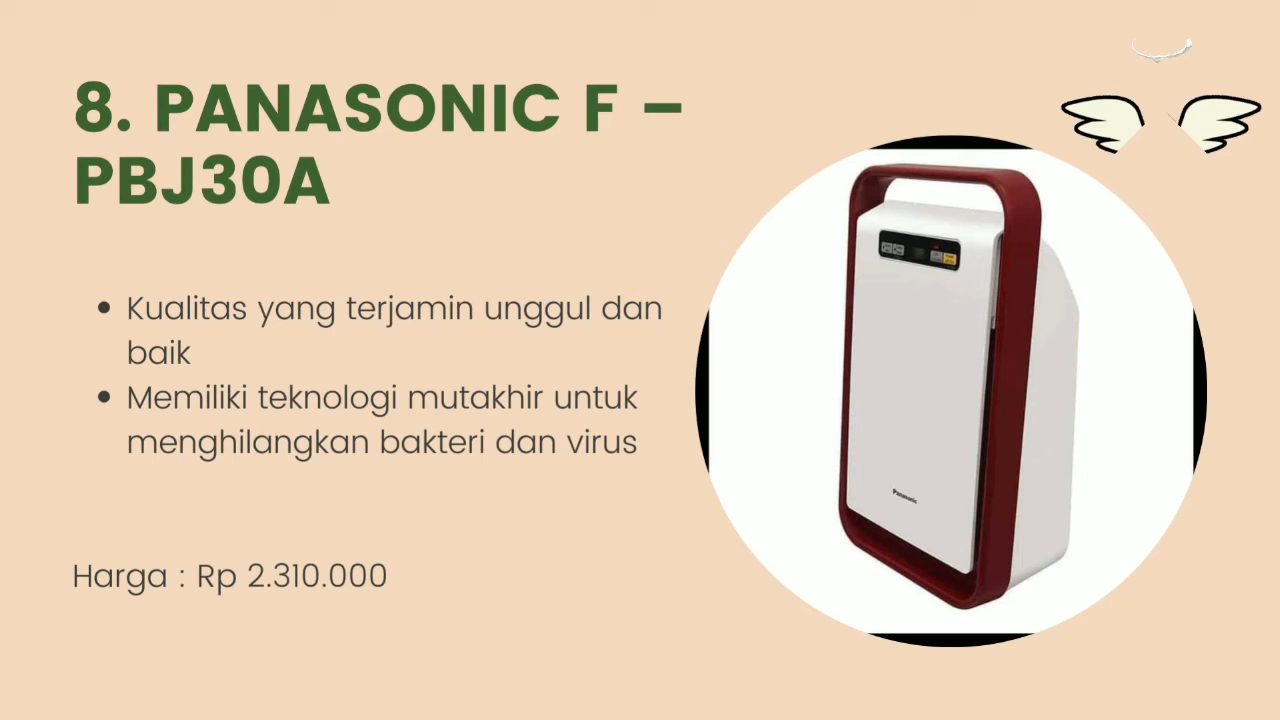 8. PANASONIC F –
PBJ30A
Kualitas yang terjamin unggul dan
baik
Memiliki teknologi mutakhir untuk
menghilangkan bakteri dan virus
Harga : Rp 2.310.000
Panasonic